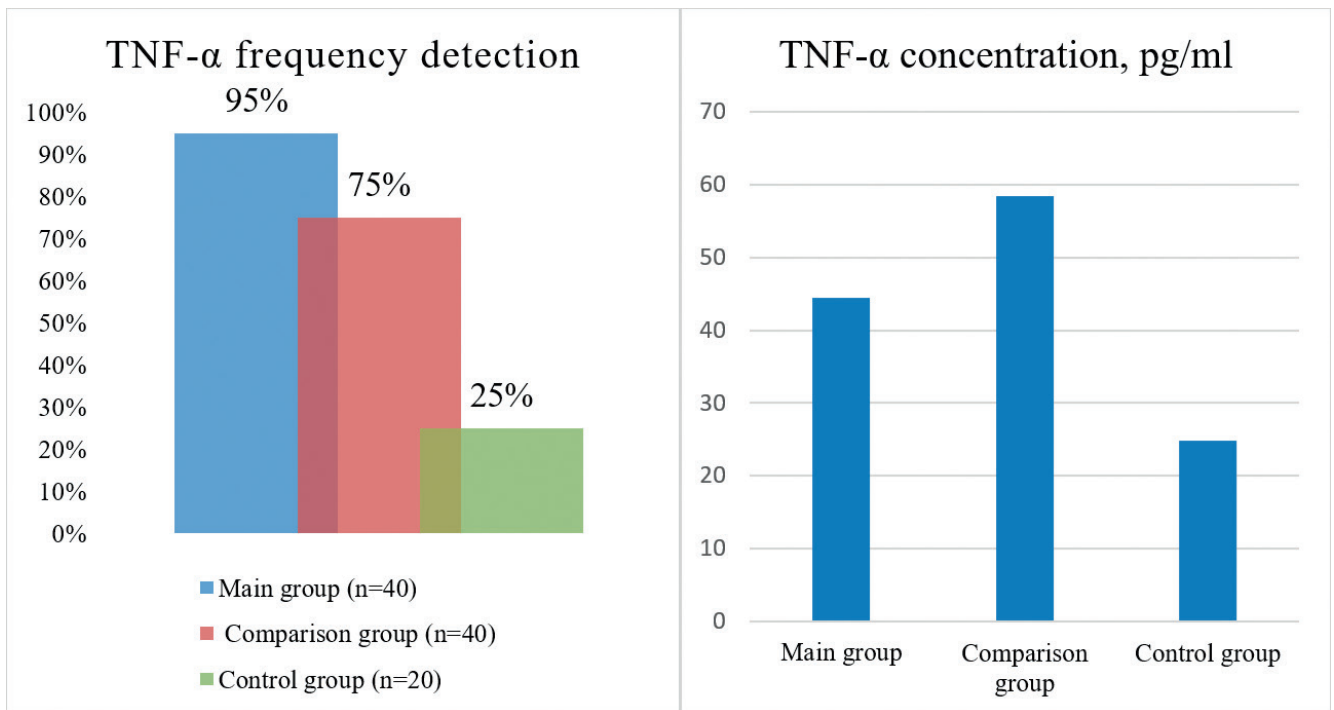 TNF-α frequency detection
100%
90%
80%
70%
60%
50%
40%
30%
20%
10%
0%
95%
75%
25%
Main group (n=40)
Comparison group (n=40)
Control group (n=20)
TNF-α concentration, pg/ml
70
60
50
40
30
20
10
0
Main group
Comparison
group
Control group